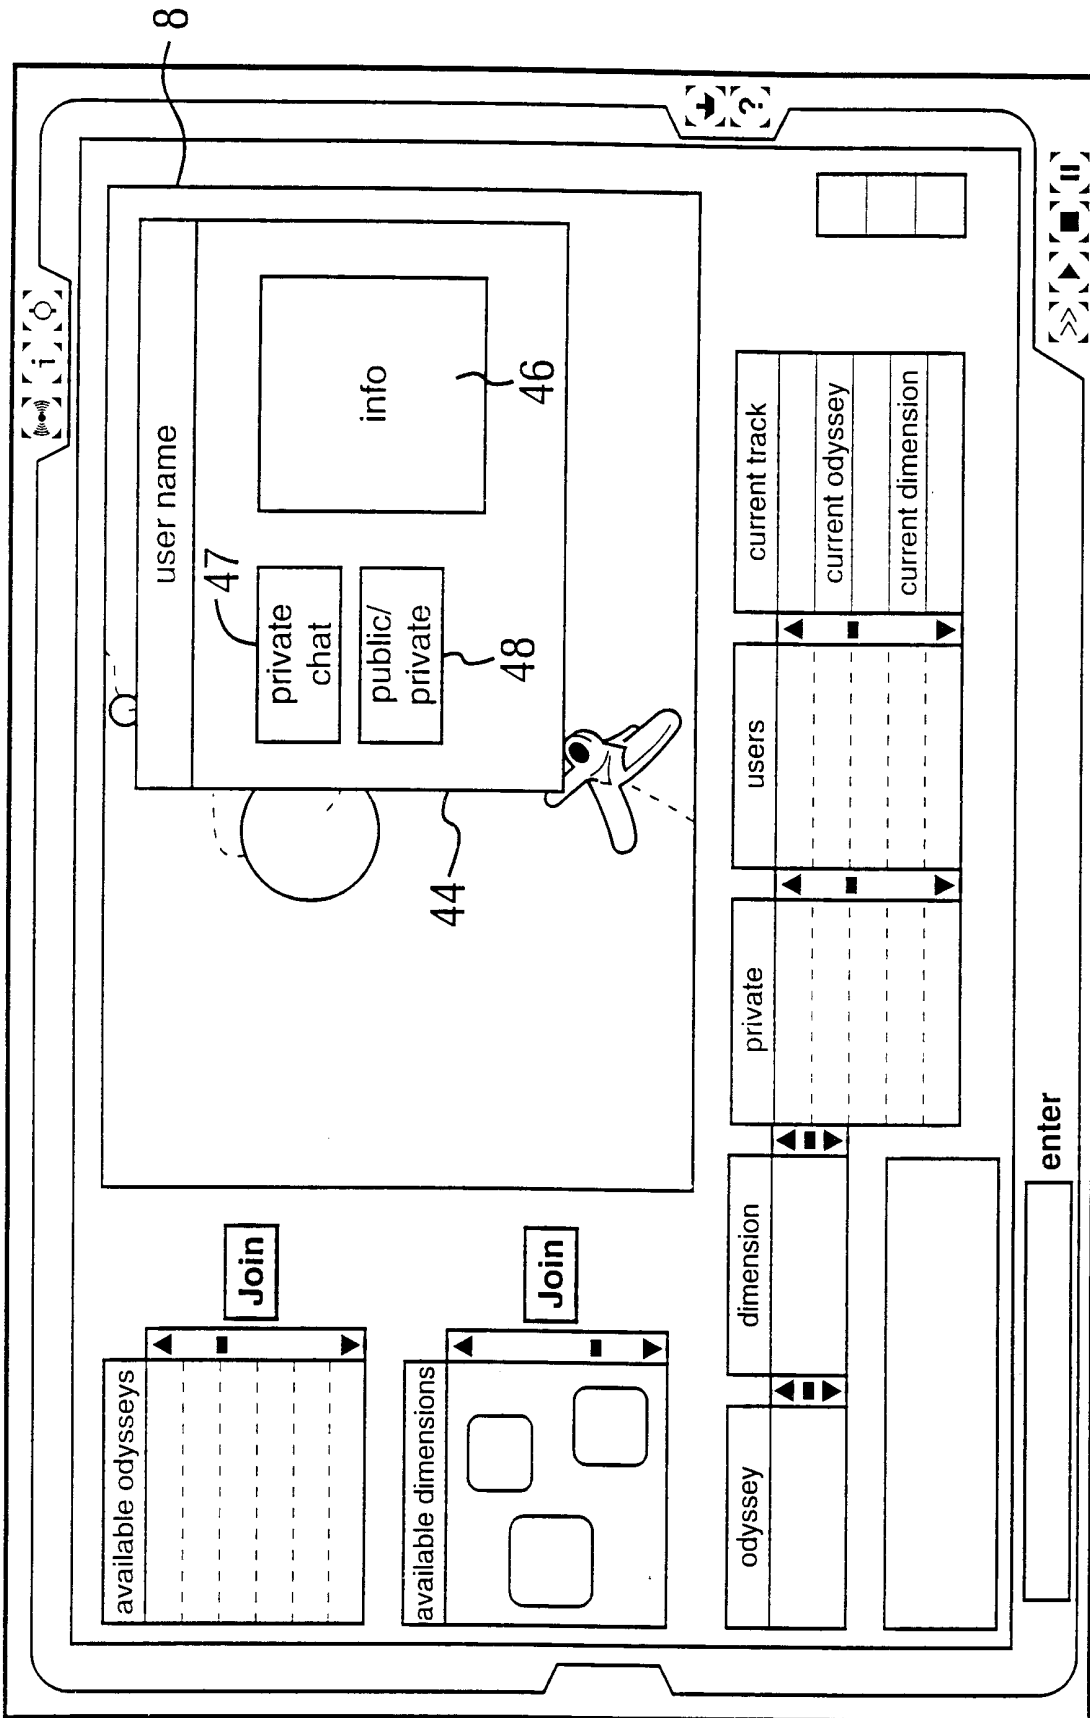 8
i
?
available odysseys
Join
available dimensions
Join
user name
47
private
chat
public/
private
48
info
46
44
odyssey
dimension
private
users
current track
current odyssey
current dimension
enter